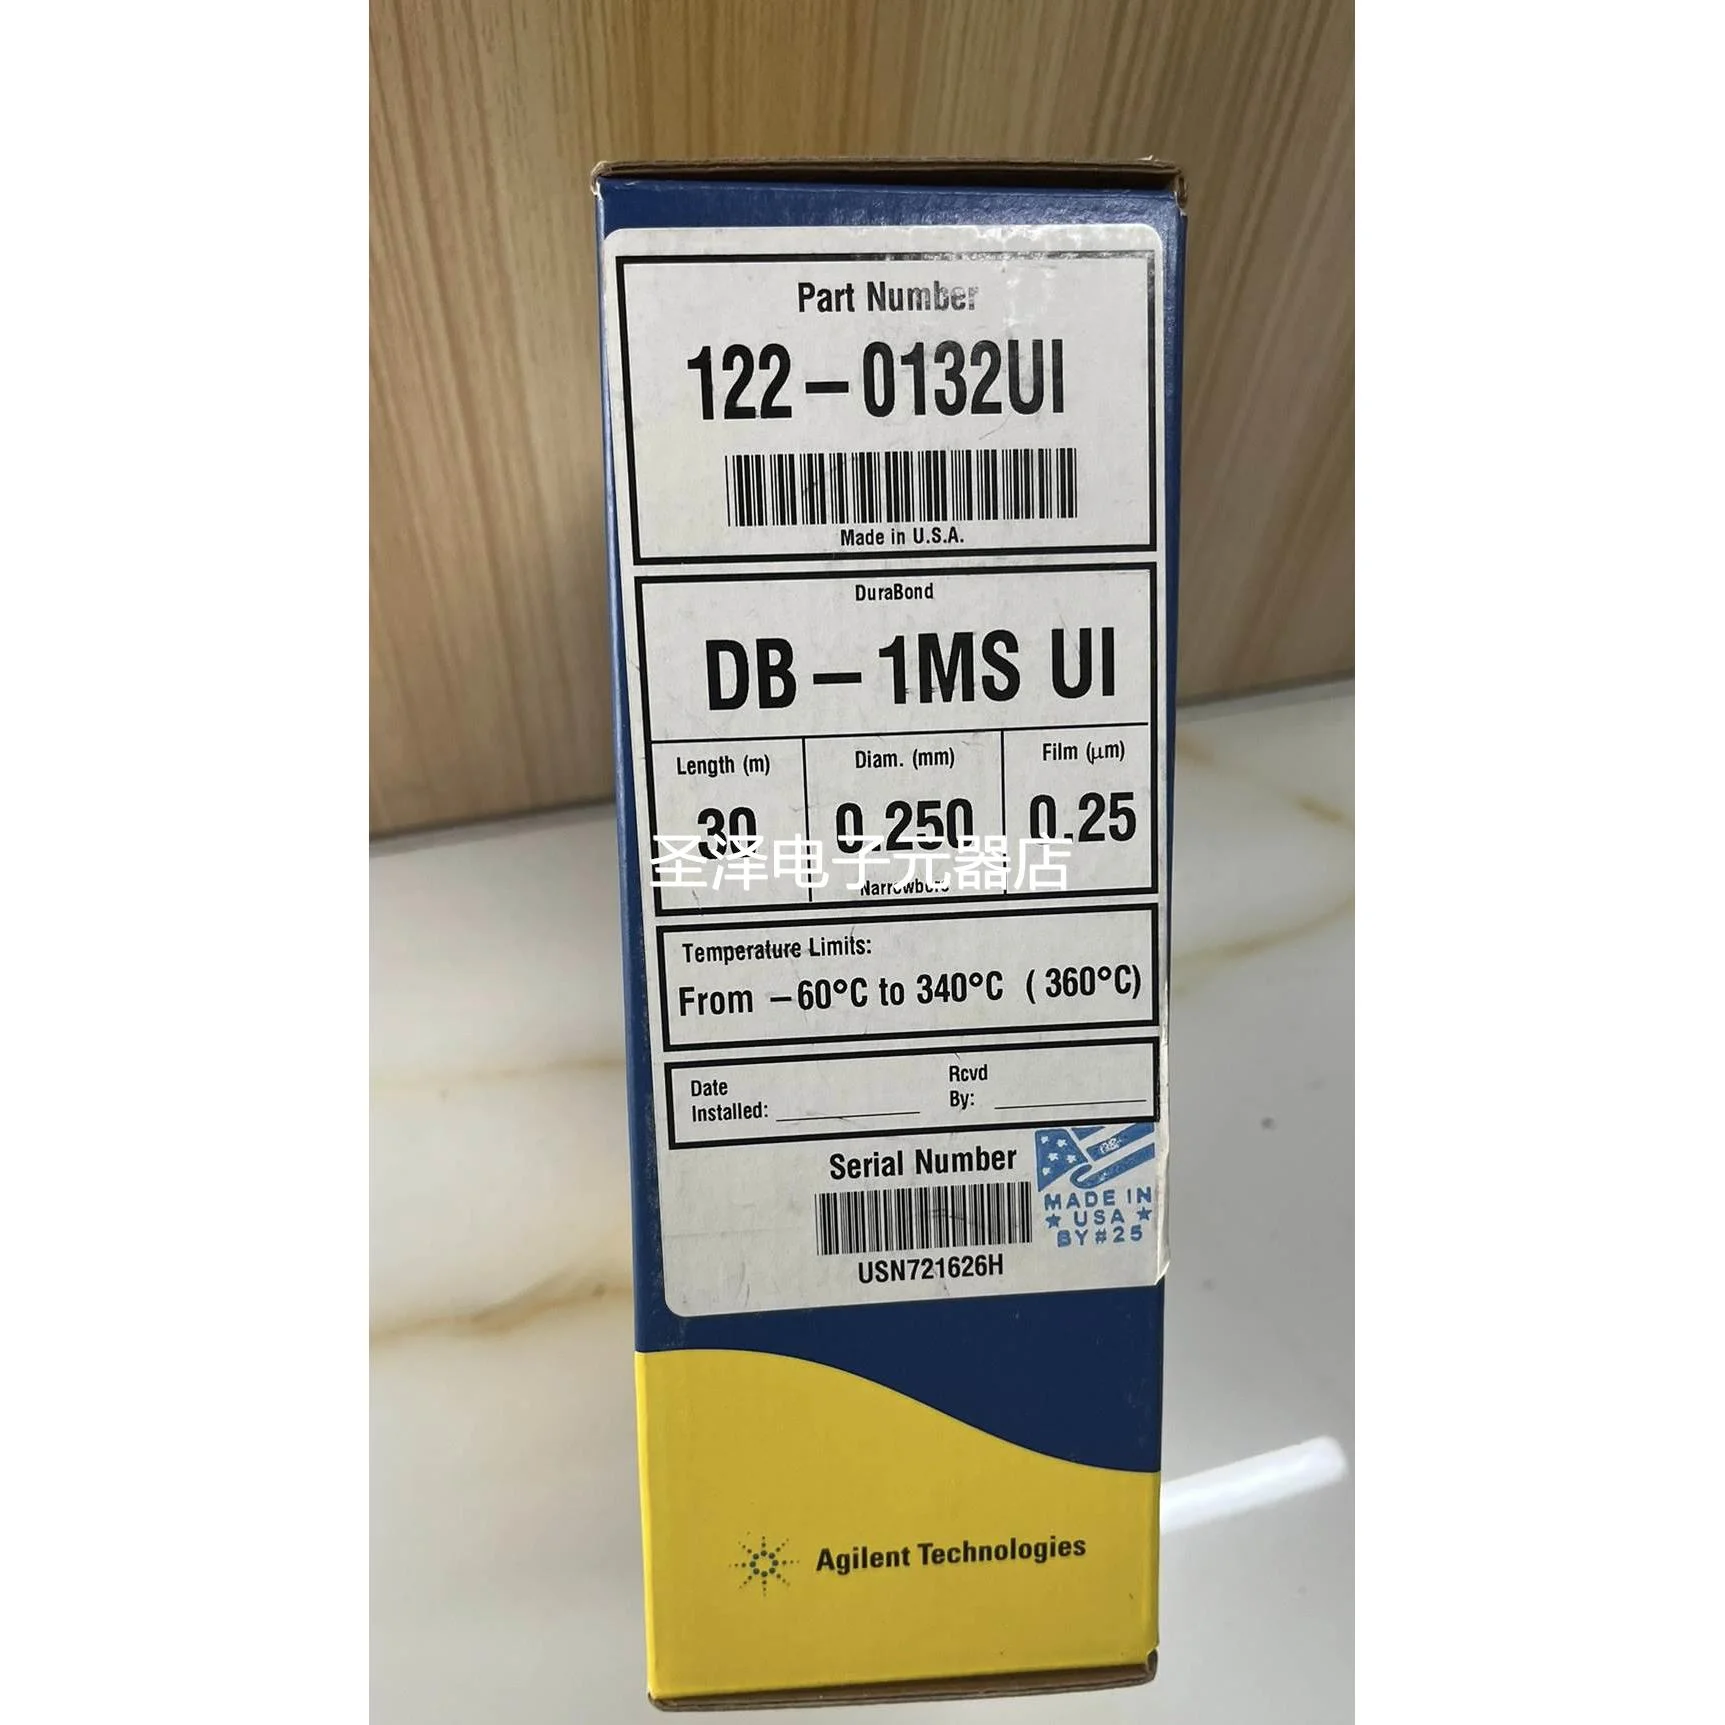 Part Number
122-0132UI
Made in U.S.A.
DuraBond
DB-1MS UI
Length (m) Diam. (mm) Film (μm)
30 0.250 0.25
圣泽电子元器店
Narrowbore
Temperature Limits:
From -60°C to 340°C (360°C)
Date Rcvd
Installed: By:
Serial Number
USN721626H
MADE IN
★ USA ★
BY#25
Agilent Technologies